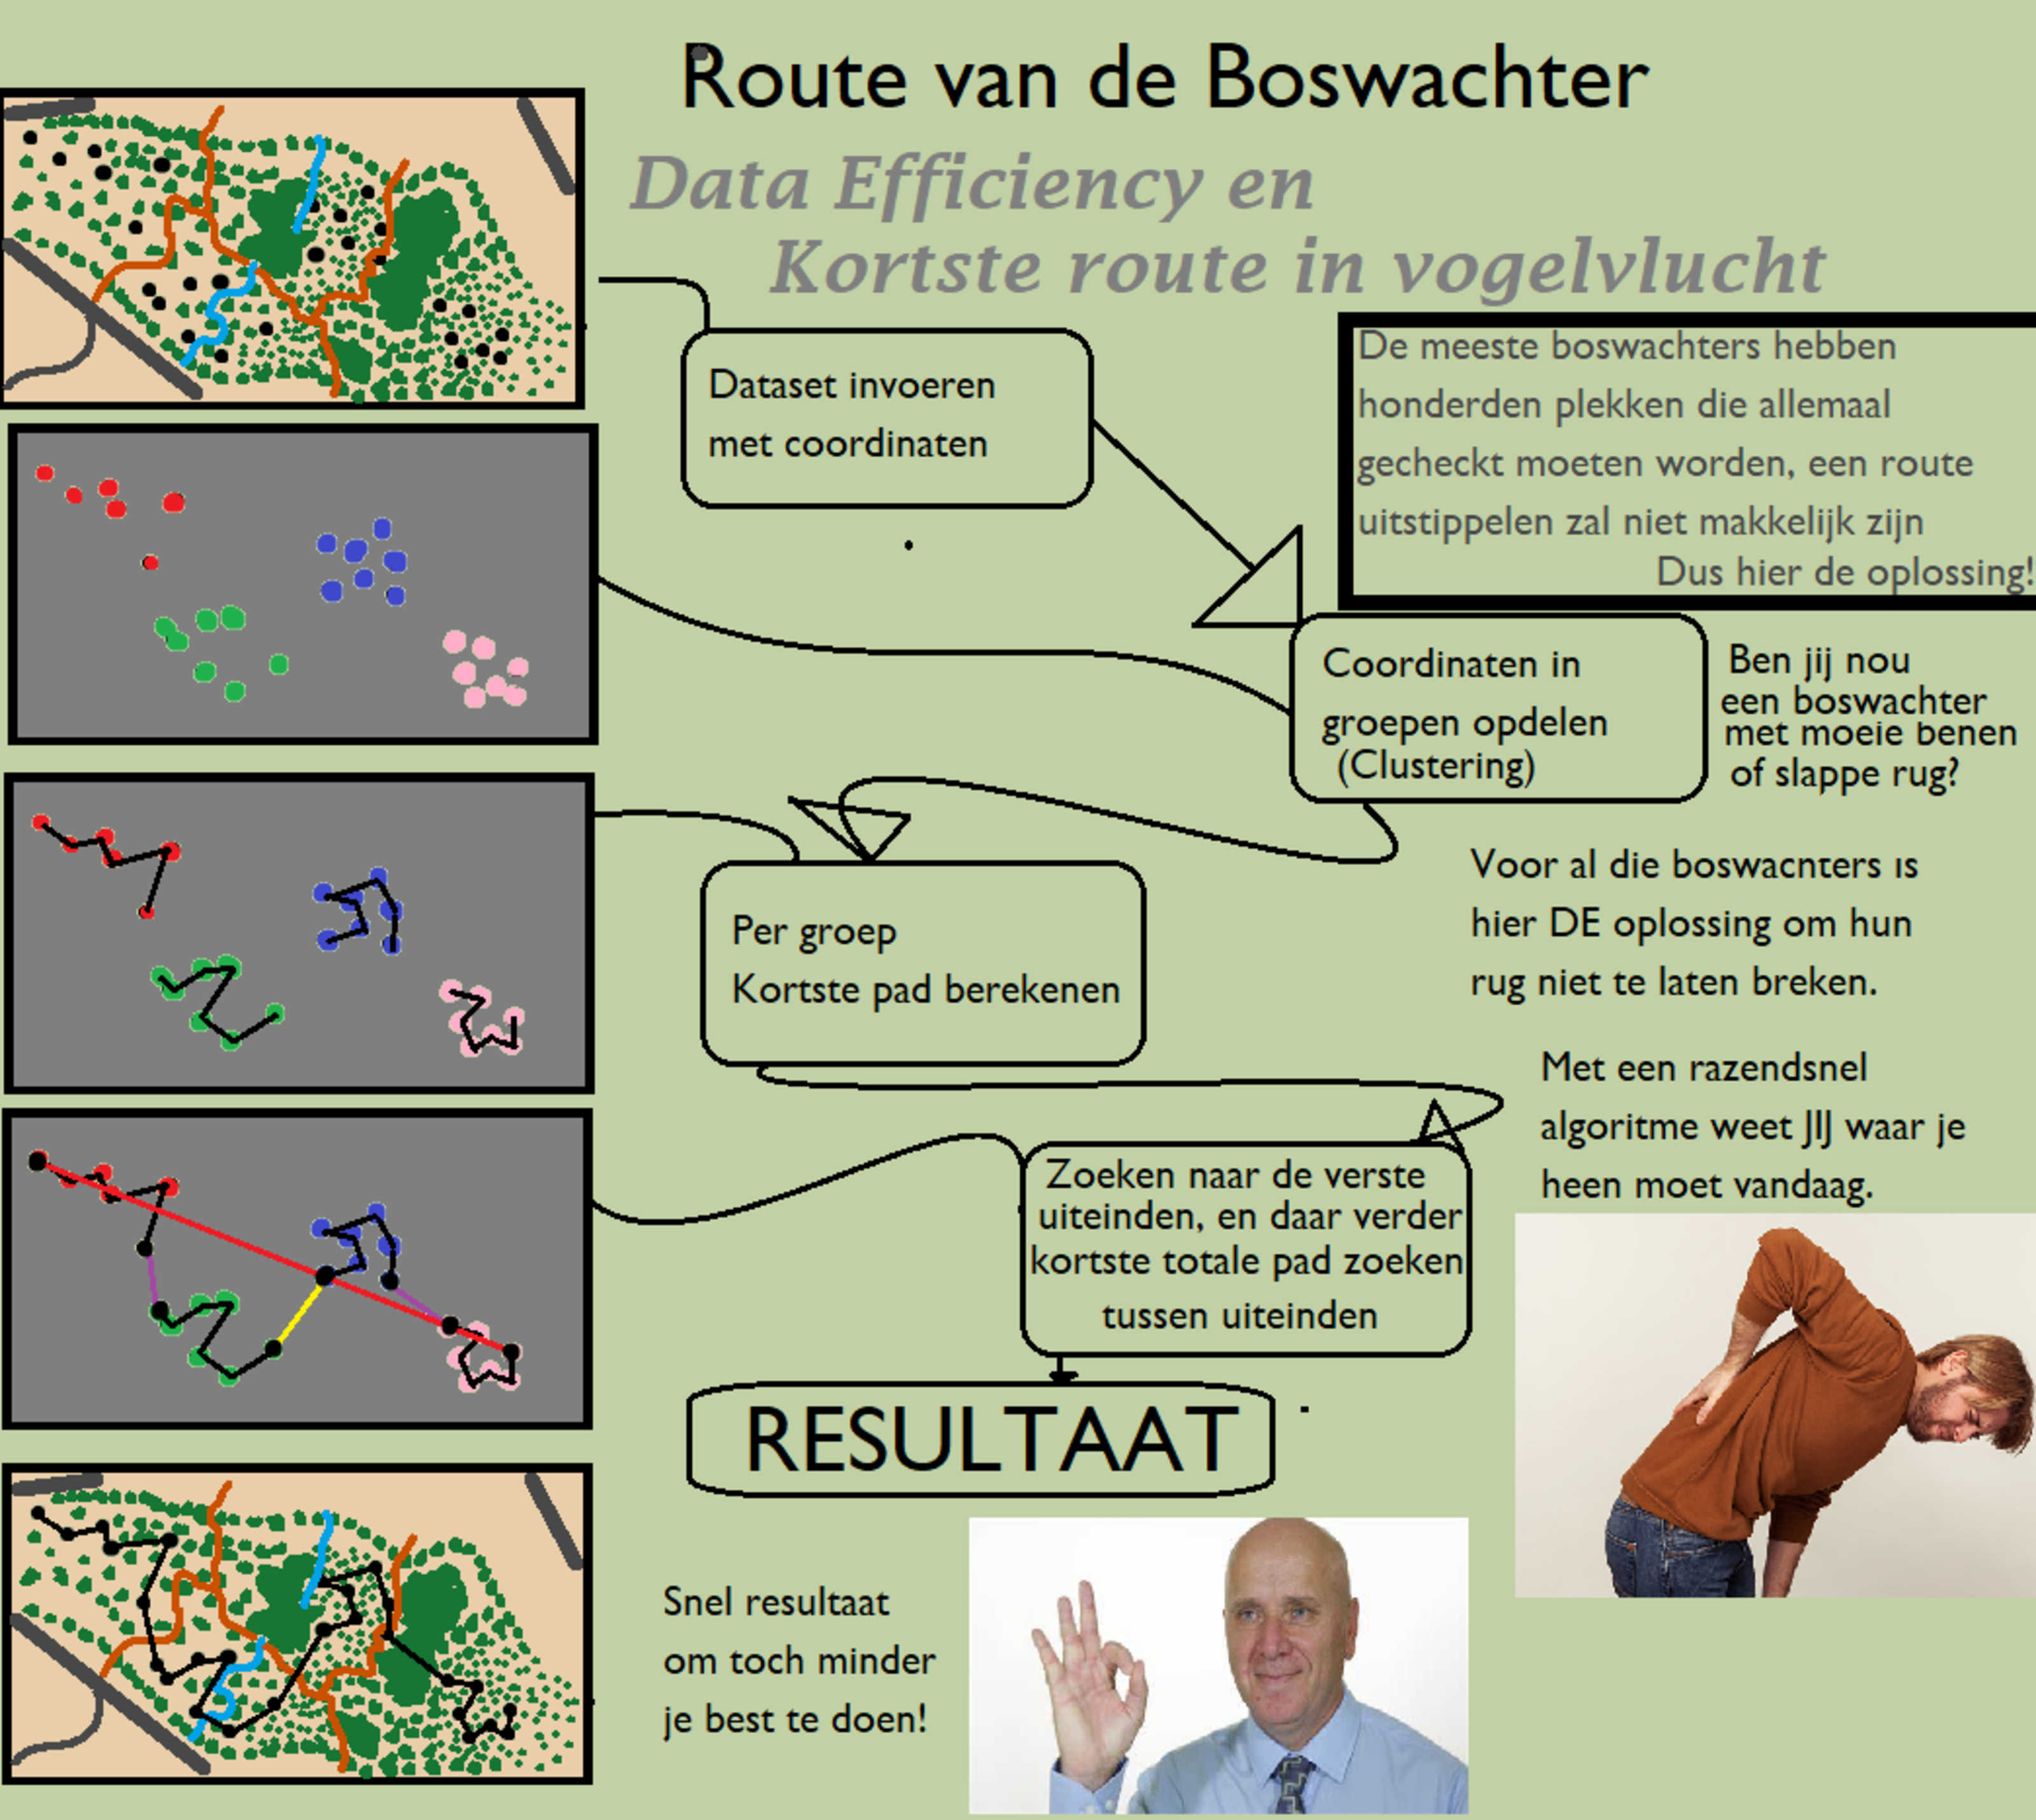 Route van de Boswachter
Data Efficiency en
Kortste route in vogelvlucht
Dataset invoeren
met coordinaten
De meeste boswachters hebben
honderden plekken die allemaal
gecheckt moeten worden, een route
uitstippelen zal niet makkelijk zijn
Dus hier de oplossing!
Coordinaten in
groepen opdelen
(Clustering)
Ben jij nou
een boswachter
met moeie benen
of slappe rug?
Per groep
Kortste pad berekenen
Voor al die boswachters is
hier DE oplossing om hun
rug niet te laten breken.
Met een razendsnel
algoritme weet JIJ waar je
heen moet vandaag.
Zoeken naar de verste
uiteinden, en daar verder
kortste totale pad zoeken
tussen uiteinden
RESULTAAT
Snel resultaat
om toch minder
je best te doen!